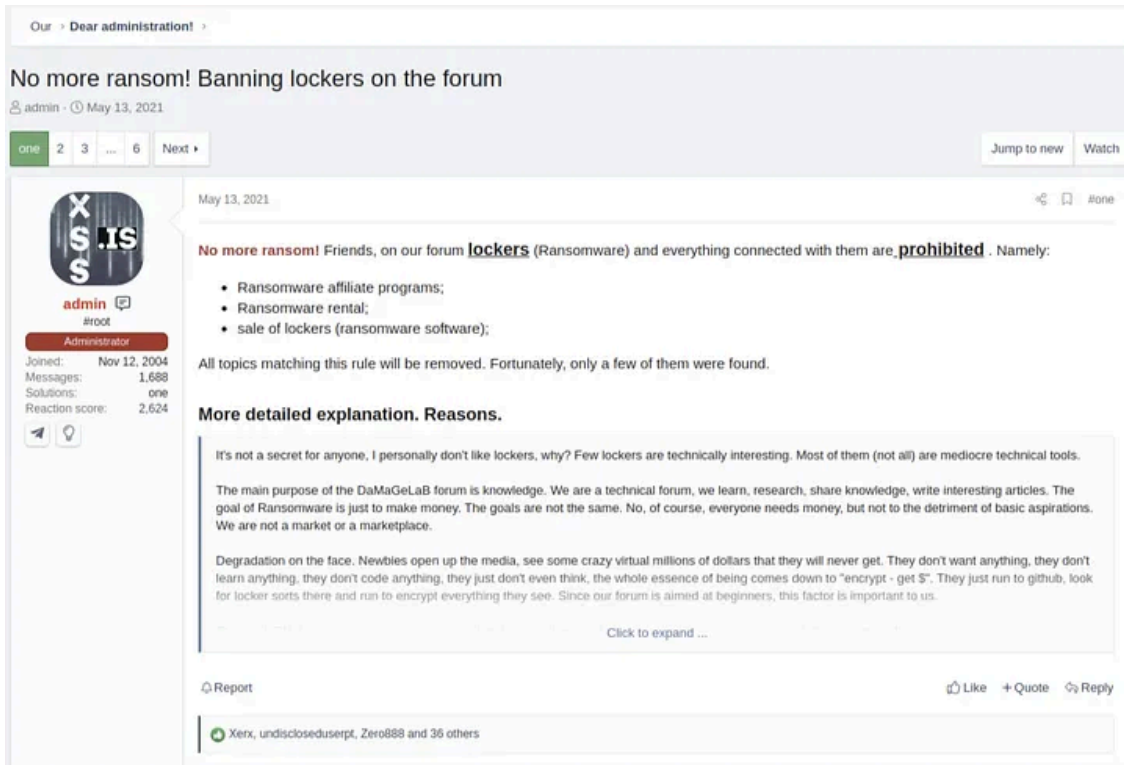 Our › Dear administration! ›
No more ransom! Banning lockers on the forum
admin · May 13, 2021
one 2 3 ... 6 Next
Jump to new Watch
X
S .IS
S
admin
#root
Administrator
Joined: Nov 12, 2004
Messages: 1,688
Solutions: one
Reaction score: 2,624
May 13, 2021 #one
No more ransom! Friends, on our forum lockers (Ransomware) and everything connected with them are prohibited . Namely:
• Ransomware affiliate programs;
• Ransomware rental;
• sale of lockers (ransomware software);
All topics matching this rule will be removed. Fortunately, only a few of them were found.
More detailed explanation. Reasons.
It's not a secret for anyone, I personally don't like lockers, why? Few lockers are technically interesting. Most of them (not all) are mediocre technical tools.
The main purpose of the DaMaGeLaB forum is knowledge. We are a technical forum, we learn, research, share knowledge, write interesting articles. The
goal of Ransomware is just to make money. The goals are not the same. No, of course, everyone needs money, but not to the detriment of basic aspirations.
We are not a market or a marketplace.
Degradation on the face. Newbies open up the media, see some crazy virtual millions of dollars that they will never get. They don't want anything, they don't
learn anything, they don't code anything, they just don't even think, the whole essence of being comes down to "encrypt - get $". They just run to github, look
for locker sorts there and run to encrypt everything they see. Since our forum is aimed at beginners, this factor is important to us.
Click to expand ...
Report
Like + Quote Reply
Xerx, undiscloseduserpt, Zero888 and 36 others